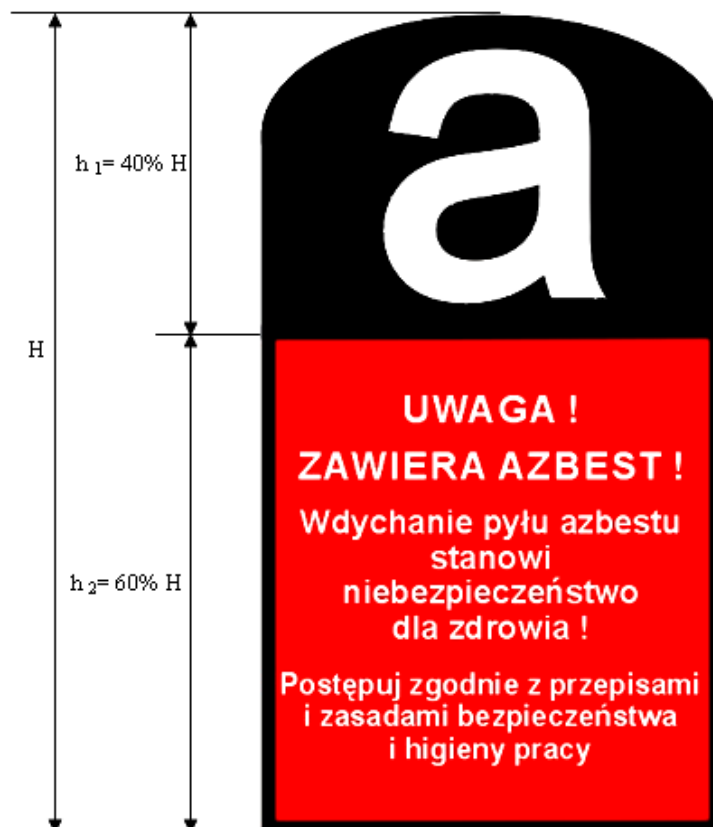 a
h 1= 40% H
H
h 2= 60% H
UWAGA !
ZAWIERA AZBEST !
Wdychanie pyłu azbestu
stanowi
niebezpieczeństwo
dla zdrowia !
Postępuj zgodnie z przepisami
i zasadami bezpieczeństwa
i higieny pracy